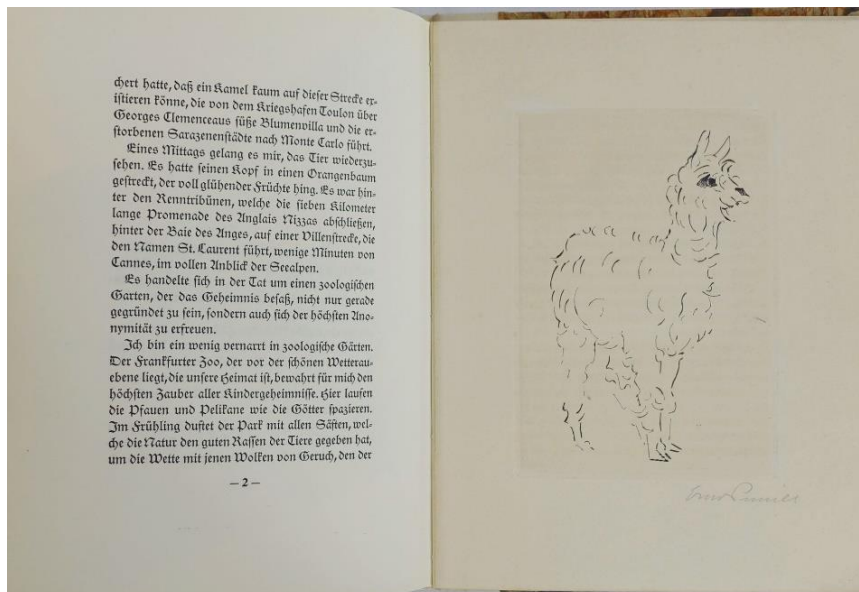 chert hatte, daß ein Kamel kaum auf dieser Strecke er-
istieren könne, die von dem Kriegshafen Toulon über
Georges Clemenceaus süße Blumenvilla und die er-
storbenen Sarazenenstädte nach Monte Carlo führt.
Eines Mittags gelang es mir, das Tier wiederzu-
sehen. Es hatte seinen Kopf in einen Orangenbaum
gestreckt, der voll glühender Früchte hing. Es war hin-
ter den Renntribünen, welche die sieben Kilometer
lange Promenade des Anglais Nizzas abschließen,
hinter der Baie des Anges, auf einer Villenstrecke, die
den Namen St. Laurent führt, wenige Minuten von
Cannes, im vollen Anblick der Seealpen.
Es handelte sich in der Tat um einen zoologischen
Garten, der das Geheimnis besaß, nicht nur gerade
gegründet zu sein, sondern auch sich der höchsten Ano-
nymität zu erfreuen.
Ich bin ein wenig vernarrt in zoologische Gärten.
Der Frankfurter Zoo, der vor der schönen Wetterau-
ebene liegt, die unsere Heimat ist, bewahrt für mich den
höchsten Zauber aller Kindergeheimnisse. Hier laufen
die Pfauen und Pelikane wie die Götter spazieren.
Im Frühling duftet der Park mit allen Säften, wel-
che die Natur den guten Rassen der Tiere gegeben hat,
um die Wette mit jenen Wolken von Geruch, den der
— 2 —